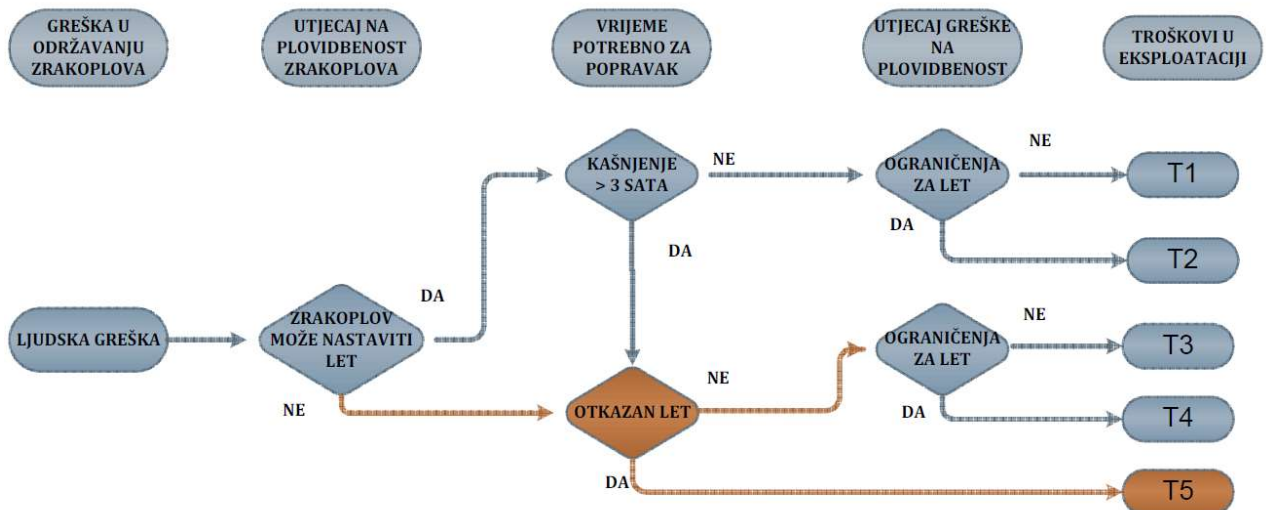 GREŠKA U
ODRŽAVANJU
ZRAKOPLOVA
UTJECAJ NA
PLOVIDBENOST
ZRAKOPLOVA
VRIJEME
POTREBNO ZA
POPRAVAK
UTJECAJ GREŠKE
NA
PLOVIDBENOST
TROŠKOVI U
EKSPLOATACIJI
KAŠNJENJE
> 3 SATA
NE
OGRANIČENJA
ZA LET
NE
T1
DA
DA
T2
LJUDSKA GREŠKA
ZRAKOPLOV
MOŽE NASTAVITI
LET
DA
NE
OTKAZAN LET
NE
OGRANIČENJA
ZA LET
NE
T3
DA
T4
DA
T5